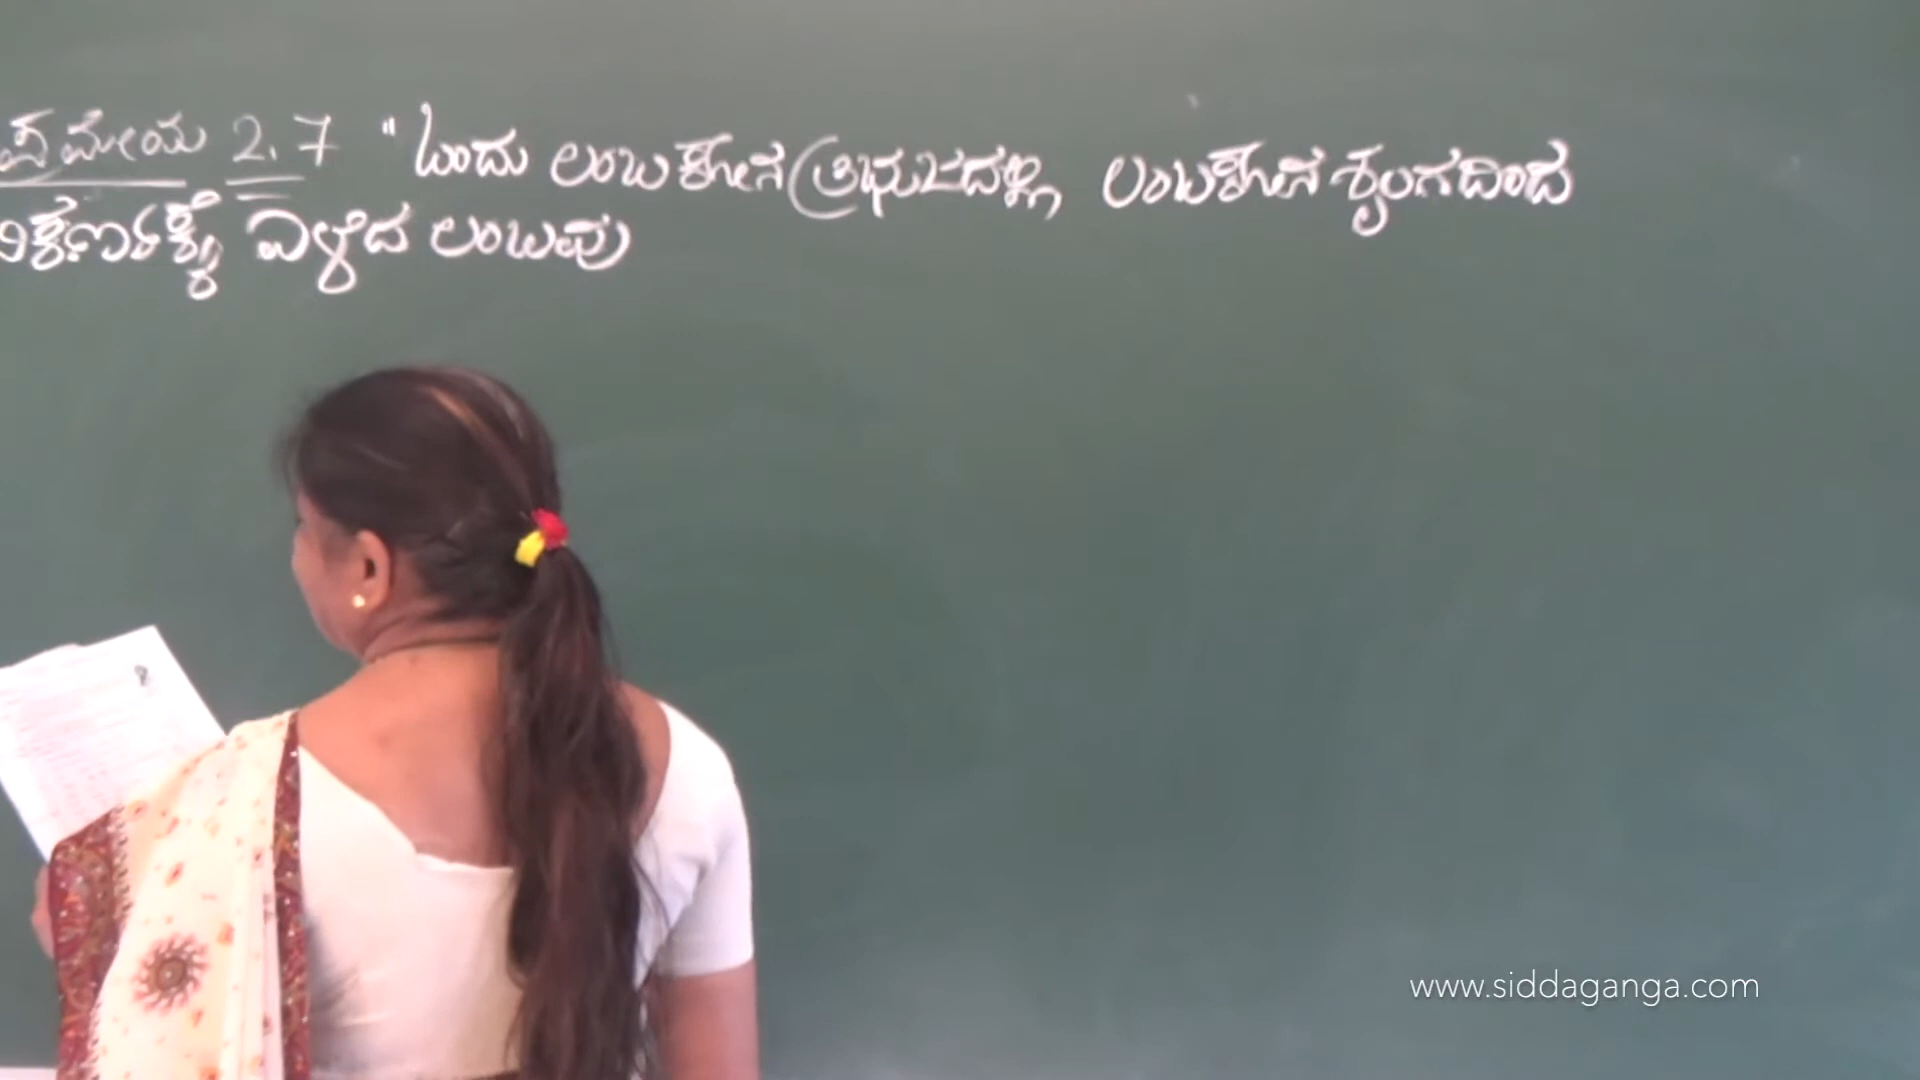 ಪ್ರಮೇಯ 2.7 "ಒಂದು ಲಂಬಕೋನ ತ್ರಿಭುಜದಲ್ಲಿ ಲಂಬಕೋನ ಶೃಂಗದಿಂದ
ವಿಕರ್ಣಕ್ಕೆ ಎಳೆದ ಲಂಬವು
www.siddaganga.com